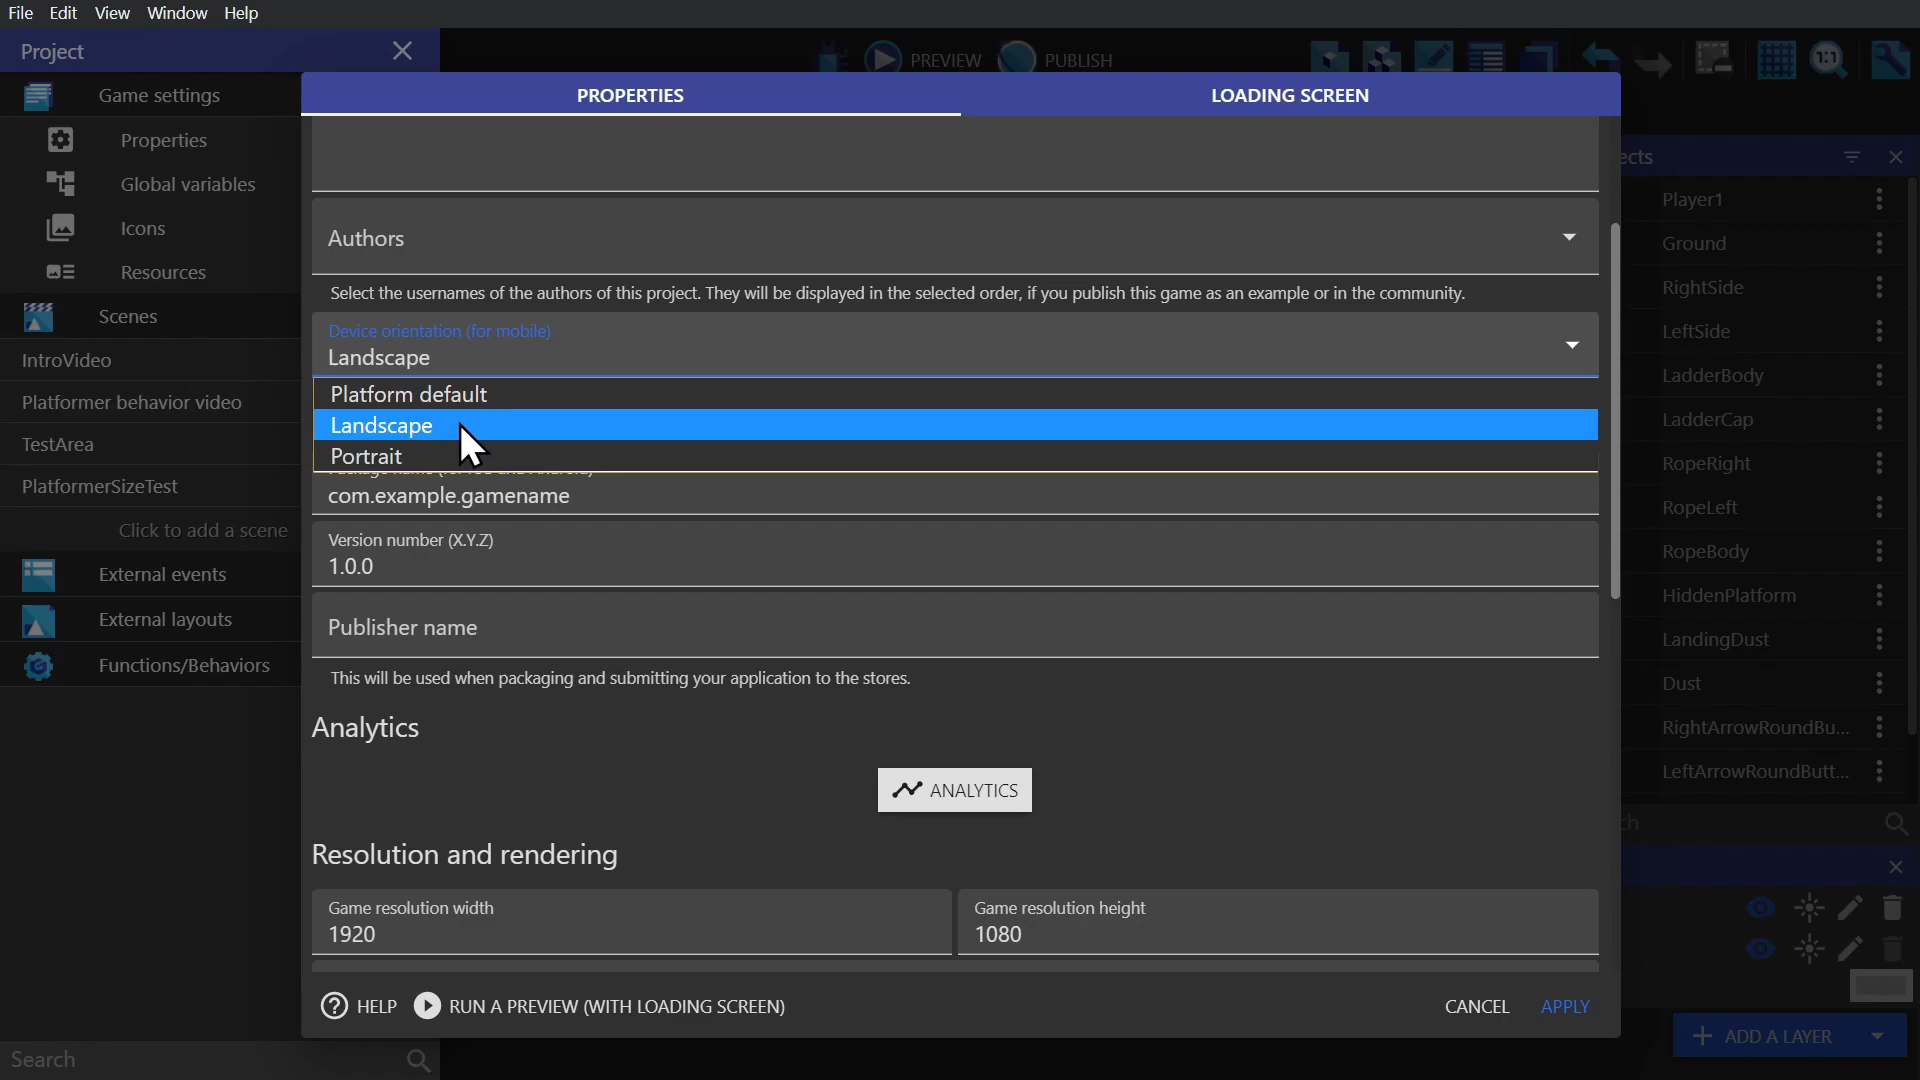 File Edit View Window Help
Project
PREVIEW
PUBLISH
1:1
Game settings
Properties
Global variables
Icons
Resources
Scenes
IntroVideo
Platformer behavior video
TestArea
PlatformerSizeTest
Click to add a scene
External events
External layouts
Functions/Behaviors
Search
PROPERTIES
LOADING SCREEN
Authors
Select the usernames of the authors of this project. They will be displayed in the selected order, if you publish this game as an example or in the community.
Device orientation (for mobile)
Landscape
Platform default
Landscape
Portrait
com.example.gamename
Version number (X.Y.Z)
1.0.0
Publisher name
This will be used when packaging and submitting your application to the stores.
Analytics
ANALYTICS
Resolution and rendering
Game resolution width
1920
Game resolution height
1080
HELP
RUN A PREVIEW (WITH LOADING SCREEN)
CANCEL
APPLY
ects
Player1
Ground
RightSide
LeftSide
LadderBody
LadderCap
RopeRight
RopeLeft
RopeBody
HiddenPlatform
LandingDust
Dust
RightArrowRoundBu...
LeftArrowRoundButt...
ch
ADD A LAYER